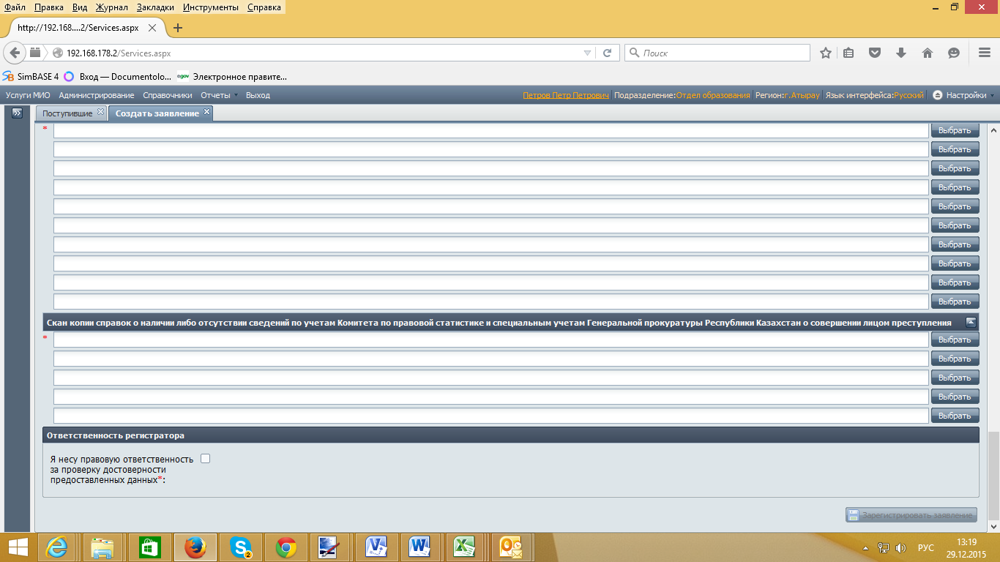 Файл Правка Вид Журнал Закладки Инструменты Справка
http://192.168....2/Services.aspx
192.168.178.2/Services.aspx
Поиск
SimBASE 4 Вход — Documentolo... egov Электронное правите...
Услуги МИО Администрирование Справочники Отчеты Выход Петров Петр Петрович Подразделение:Отдел образования Регион:г.Атырау Язык интерфейса:Русский Настройки
Поступившие Создать заявление
* Выбрать
Выбрать
Выбрать
Выбрать
Выбрать
Выбрать
Выбрать
Выбрать
Выбрать
Выбрать
Скан копии справок о наличии либо отсутствии сведений по учетам Комитета по правовой статистике и специальным учетам Генеральной прокуратуры Республики Казахстан о совершении лицом преступления
* Выбрать
Выбрать
Выбрать
Выбрать
Выбрать
Ответственность регистратора
Я несу правовую ответственность
за проверку достоверности
предоставленных данных*:
Зарегистрировать заявление
2
РУС
13:19
29.12.2015